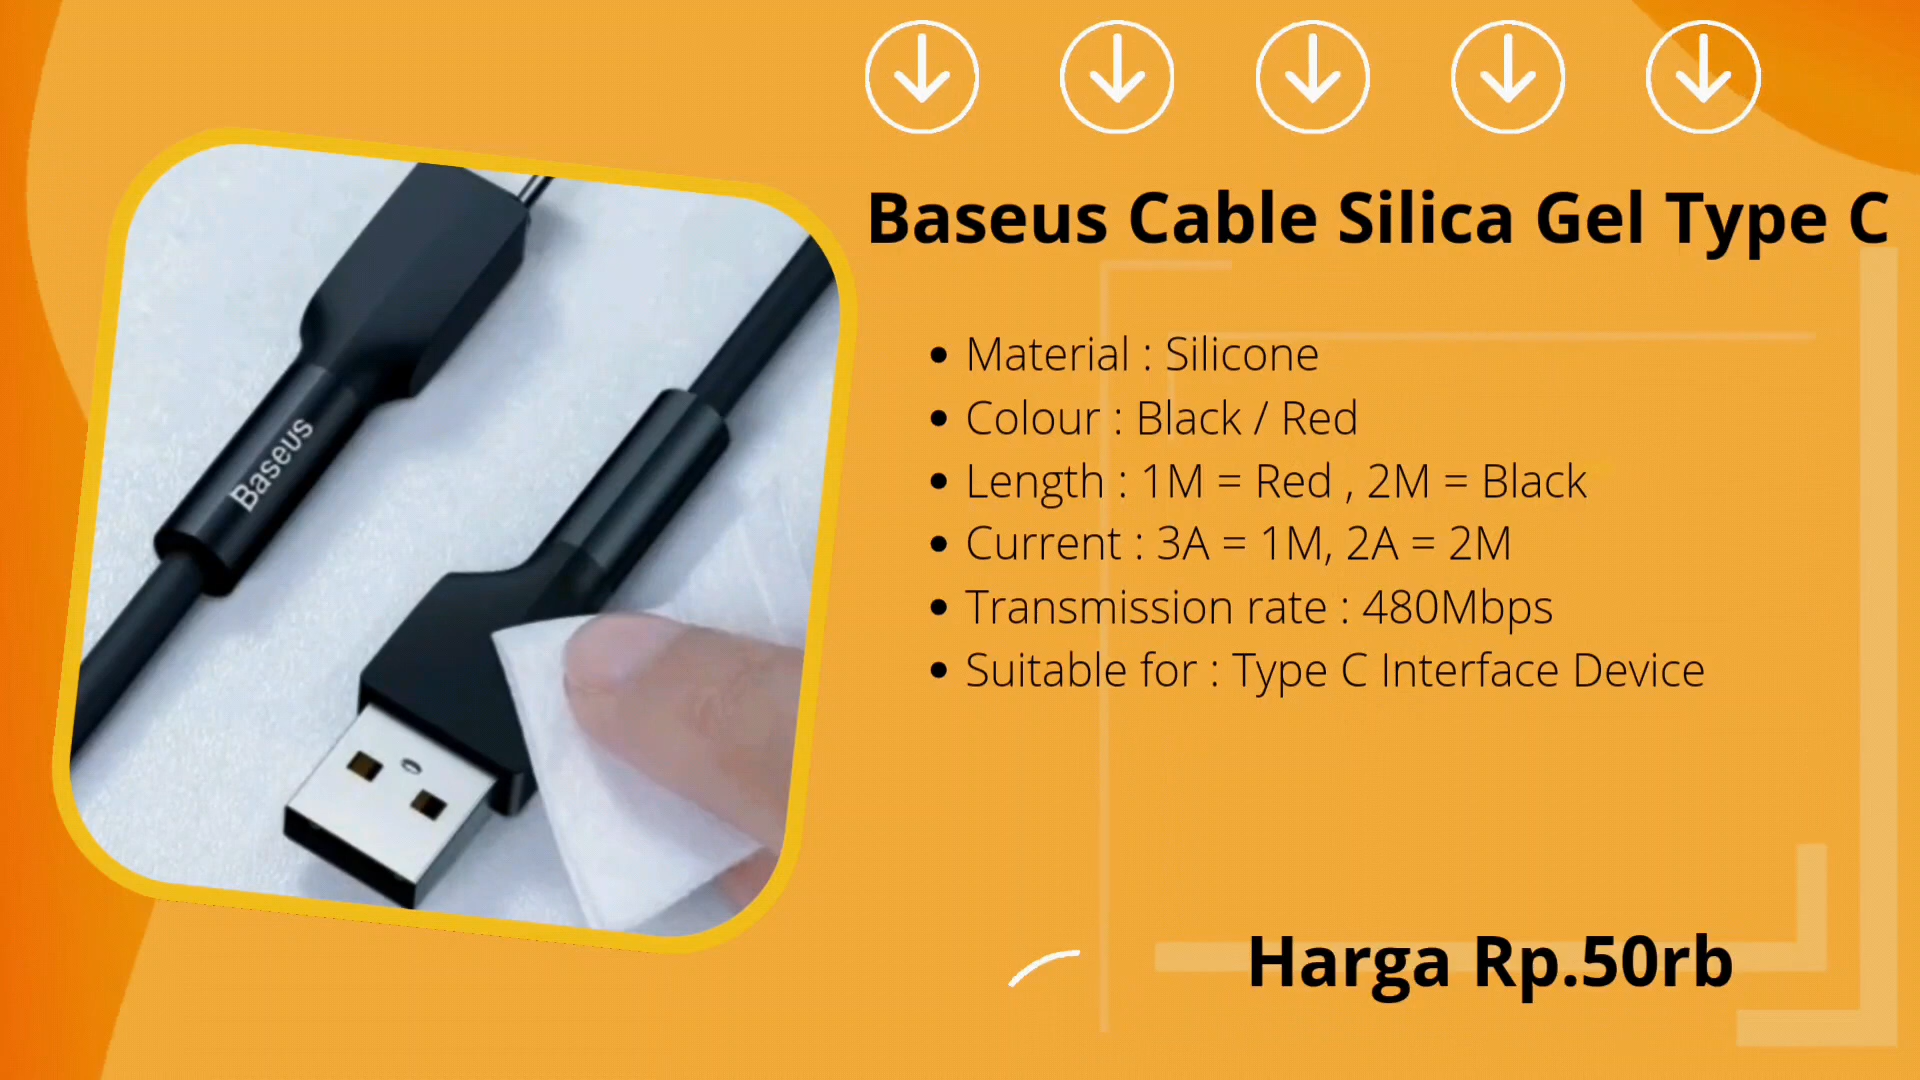 Baseus Cable Silica Gel Type C
Baseus
• Material : Silicone
• Colour : Black / Red
• Length : 1M = Red , 2M = Black
• Current : 3A = 1M, 2A = 2M
• Transmission rate : 480Mbps
• Suitable for : Type C Interface Device
Harga Rp.50rb